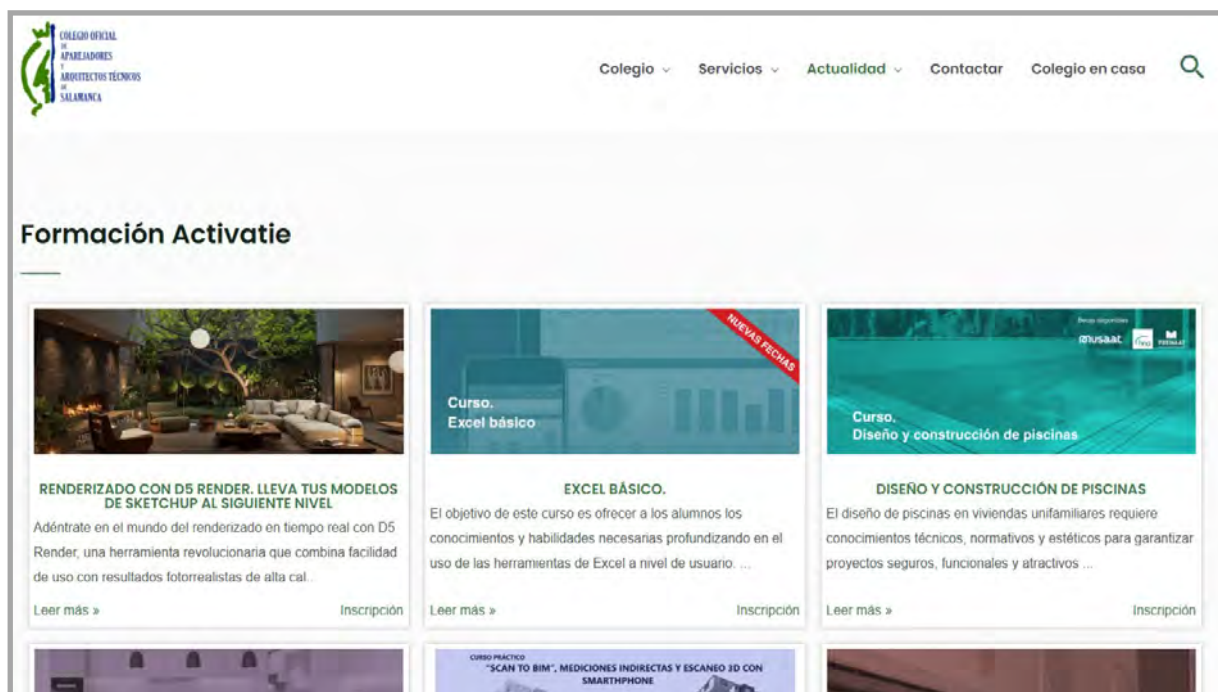 COLEGIO OFICIAL
DE
APAREJADORES
Y
ARQUITECTOS TÉCNICOS
DE
SALAMANCA
Colegio Servicios Actualidad Contactar Colegio en casa
Formación Activatie
NUEVAS FECHAS
Curso.
Excel básico
Becas disponibles
musaat
PREMAAT
Curso.
Diseño y construcción de piscinas
RENDERIZADO CON D5 RENDER. LLEVA TUS MODELOS
DE SKETCHUP AL SIGUIENTE NIVEL
Adéntrate en el mundo del renderizado en tiempo real con D5
Render, una herramienta revolucionaria que combina facilidad
de uso con resultados fotorrealistas de alta cal...
Leer más » Inscripción
EXCEL BÁSICO.
El objetivo de este curso es ofrecer a los alumnos los
conocimientos y habilidades necesarias profundizando en el
uso de las herramientas de Excel a nivel de usuario. ...
Leer más » Inscripción
DISEÑO Y CONSTRUCCIÓN DE PISCINAS
El diseño de piscinas en viviendas unifamiliares requiere
conocimientos técnicos, normativos y estéticos para garantizar
proyectos seguros, funcionales y atractivos ...
Leer más » Inscripción
CURSO PRÁCTICO
"SCAN TO BIM", MEDICIONES INDIRECTAS Y ESCANEO 3D CON
SMARTHPHONE